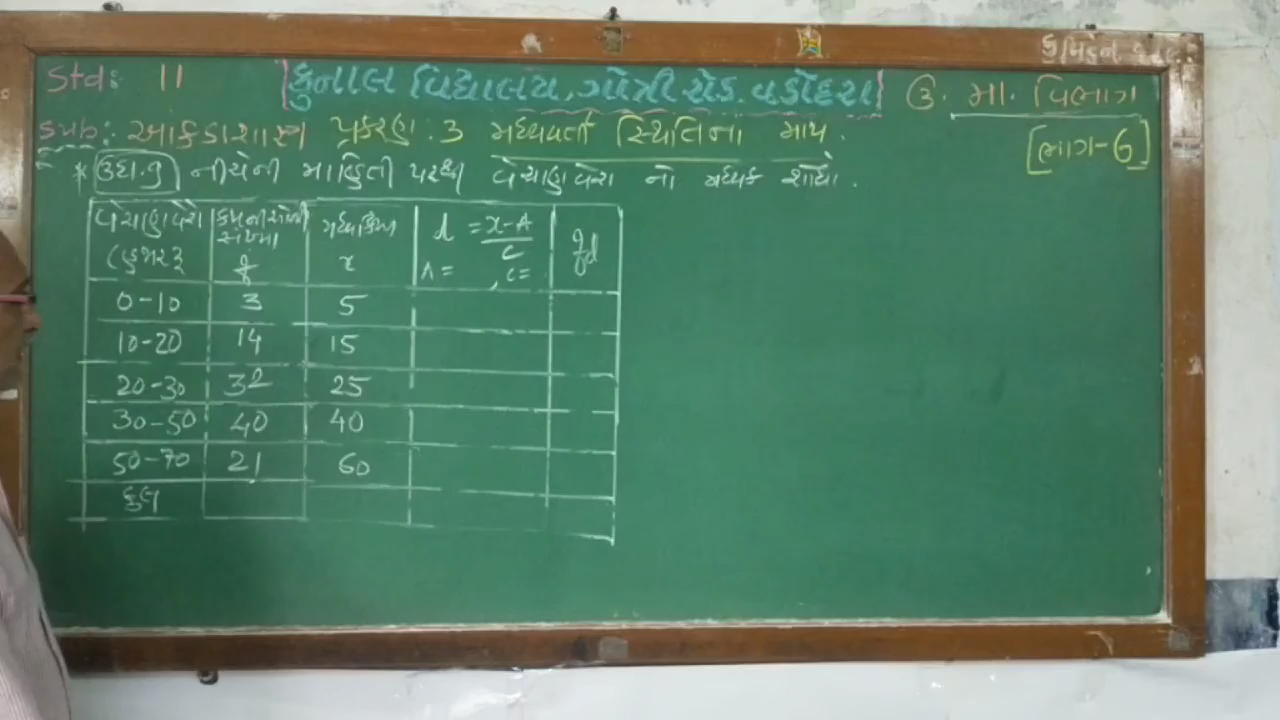 Std: 11 કુનાલ વિદ્યાલય, ગોત્રી રોડ. વડોદરા ઉ. મા. વિભાગ
Sub: આંકડાશાસ્ત્ર પ્રકરણ : 3 મધ્યવર્તી સ્થિતિના માપ. [ભાગ-6]
* ઉદા.9 નીચેની માહિતી પરથી વેચાણવેરા નો મધ્યક શોધો.
વેચાણવેરો કંપનીઓની સંખ્યા f મધ્યકિંમત x d = x-A / c A= , c= fd
(હજાર રૂ
0-10 3 5
10-20 14 15
20-30 32 25
30-50 40 40
50-70 21 60
કુલ